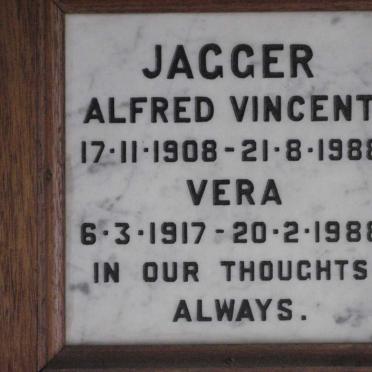 JAGGER
ALFRED VINCENT
17·11·1908-21·8·1988
VERA
6·3·1917-20·2·1988
IN OUR THOUGHTS
ALWAYS.